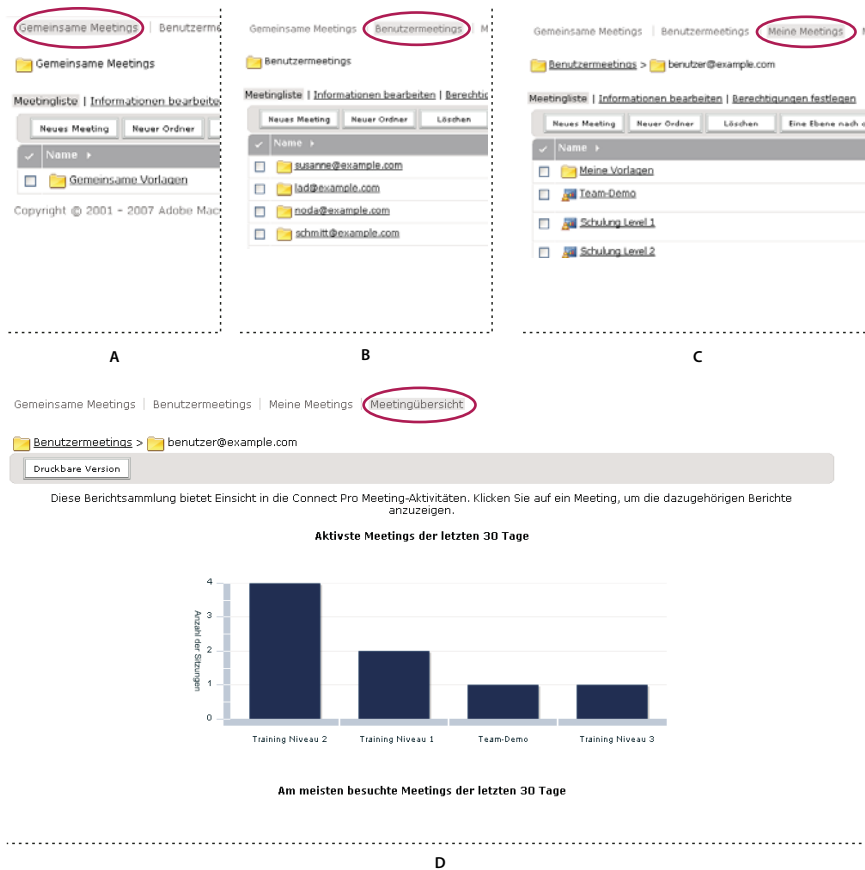 Gemeinsame Meetings | Benutzerme
Gemeinsame Meetings
Meetingliste | Informationen bearbeite
Neues Meeting Neuer Ordner
Name
Gemeinsame Vorlagen
Copyright © 2001 - 2007 Adobe Mac
A
Gemeinsame Meetings | Benutzermeetings | M
Benutzermeetings
Meetingliste | Informationen bearbeiten | Berechtig
Neues Meeting Neuer Ordner Löschen
Name
susanne@example.com
lad@example.com
noda@example.com
schmitt@example.com
B
Gemeinsame Meetings | Benutzermeetings | Meine Meetings
Benutzermeetings > benutzer@example.com
Meetingliste | Informationen bearbeiten | Berechtigungen festlegen
Neues Meeting Neuer Ordner Löschen Eine Ebene nach o
Name
Meine Vorlagen
Team-Demo
Schulung Level 1
Schulung Level 2
C
Gemeinsame Meetings | Benutzermeetings | Meine Meetings | Meetingübersicht
Benutzermeetings > benutzer@example.com
Druckbare Version
Diese Berichtsammlung bietet Einsicht in die Connect Pro Meeting-Aktivitäten. Klicken Sie auf ein Meeting, um die dazugehörigen Berichte
anzuzeigen.
Aktivste Meetings der letzten 30 Tage
Anzahl der Sitzungen
4
3
2
1
0
Training Niveau 2 Training Niveau 1 Team-Demo Training Niveau 3
Am meisten besuchte Meetings der letzten 30 Tage
D